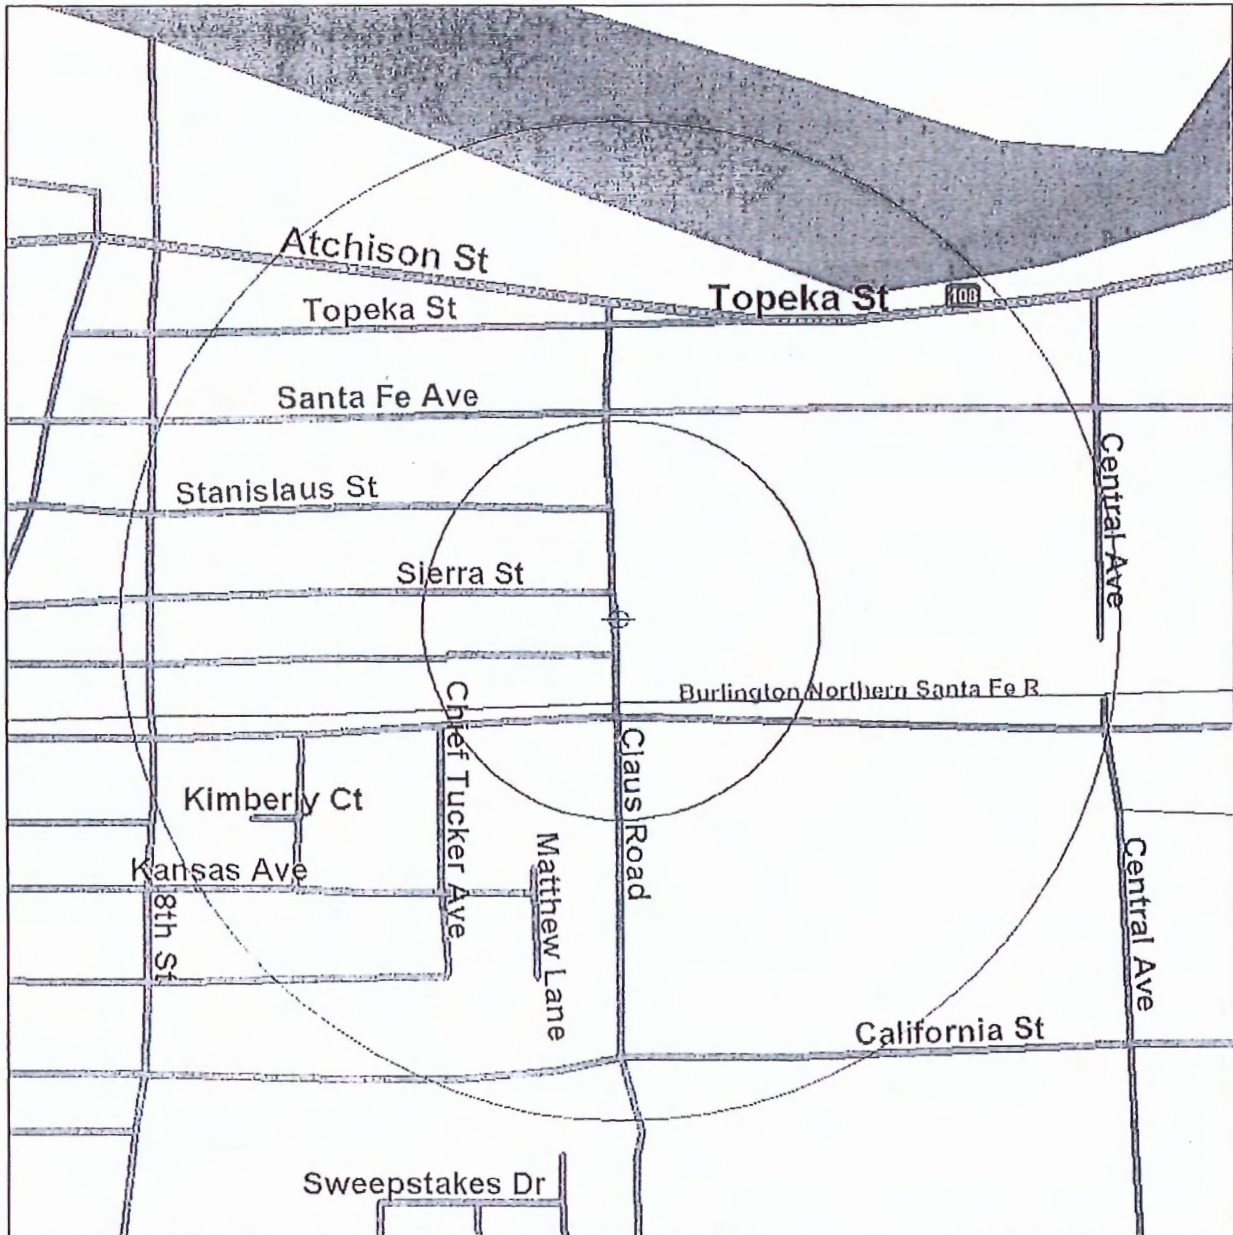 Atchison St
Topeka St
108
Topeka St
Santa Fe Ave
Central Ave
Stanislaus St
Sierra St
Burlington Northern Santa Fe R
Chief Tucker Ave
Claus Road
Kimberly Ct
Matthew Lane
Central Ave
Kansas Ave
8th St
California St
Sweepstakes Dr